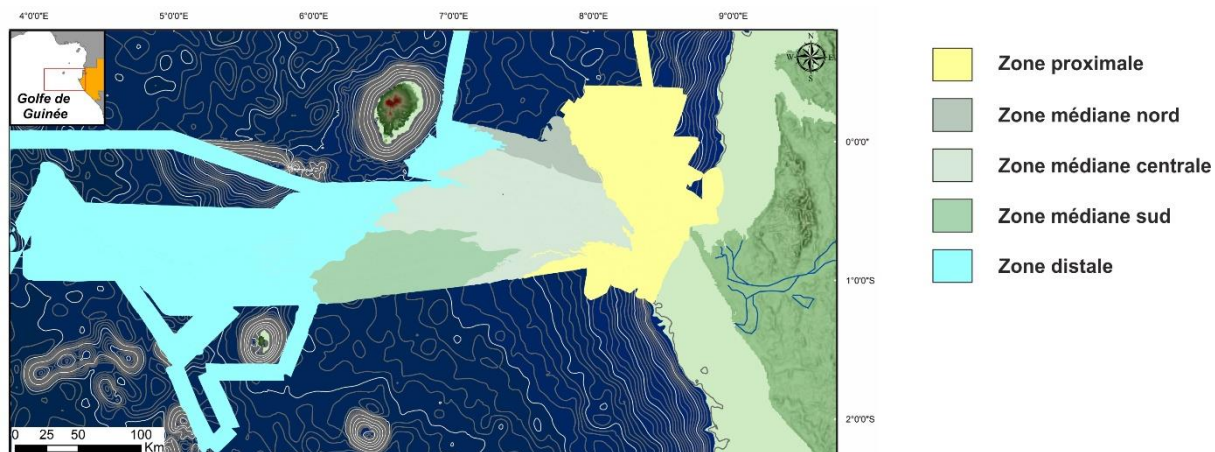 4°0'0"E 5°0'0"E 6°0'0"E 7°0'0"E 8°0'0"E 9°0'0"E
N
W E
S
Golfe de
Guinée
0°0'0"
1°0'0"S
2°0'0"S
0 25 50 100
Km
Zone proximale
Zone médiane nord
Zone médiane centrale
Zone médiane sud
Zone distale